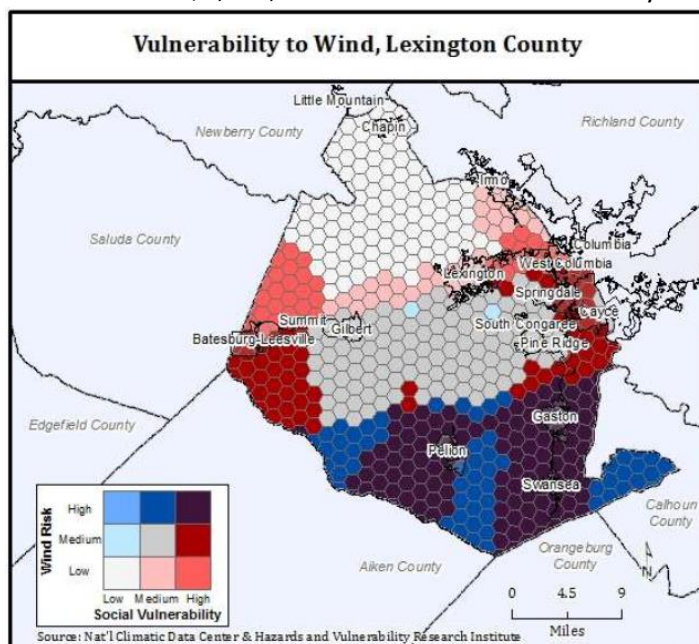 Vulnerability to Wind, Lexington County
Little Mountain
Chapin
Newberry County
Richland County
Irmo
Saluda County
Columbia
West Columbia
Lexington
Springdale
Cayce
Summit
Gilbert
South Congaree
Batesburg-Leesville
Pine Ridge
Edgefield County
Gaston
Pelion
Swansea
Calhoun
County
Orangeburg
County
Aiken County
Wind Risk
High
Medium
Low
Low Medium High
Social Vulnerability
N
0 4.5 9
Miles
Source: Nat'l Climatic Data Center & Hazards and Vulnerability Research Institute